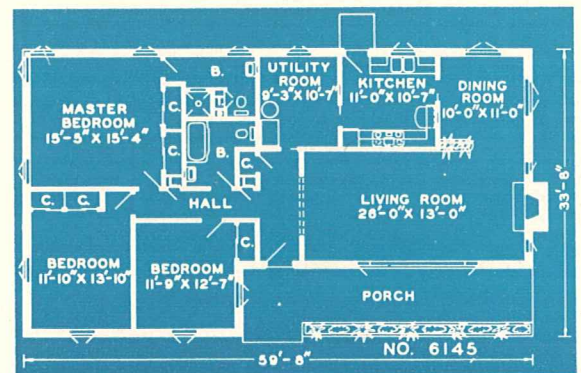 B.
UTILITY
ROOM
9'-3"X 10'-7"
KITCHEN
11'-0"X 10'-7"
DINING
ROOM
10'-0"X 11'-0"
MASTER
BEDROOM
15'-5"X 15'-4"
C.
C.
B.
C.
C.
C.
HALL
LIVING ROOM
26'-0"X 13'-0"
33'-8"
C.
BEDROOM
11'-10"X 13'-10"
BEDROOM
11'-9"X 12'-7"
PORCH
NO. 6145
59'-8"